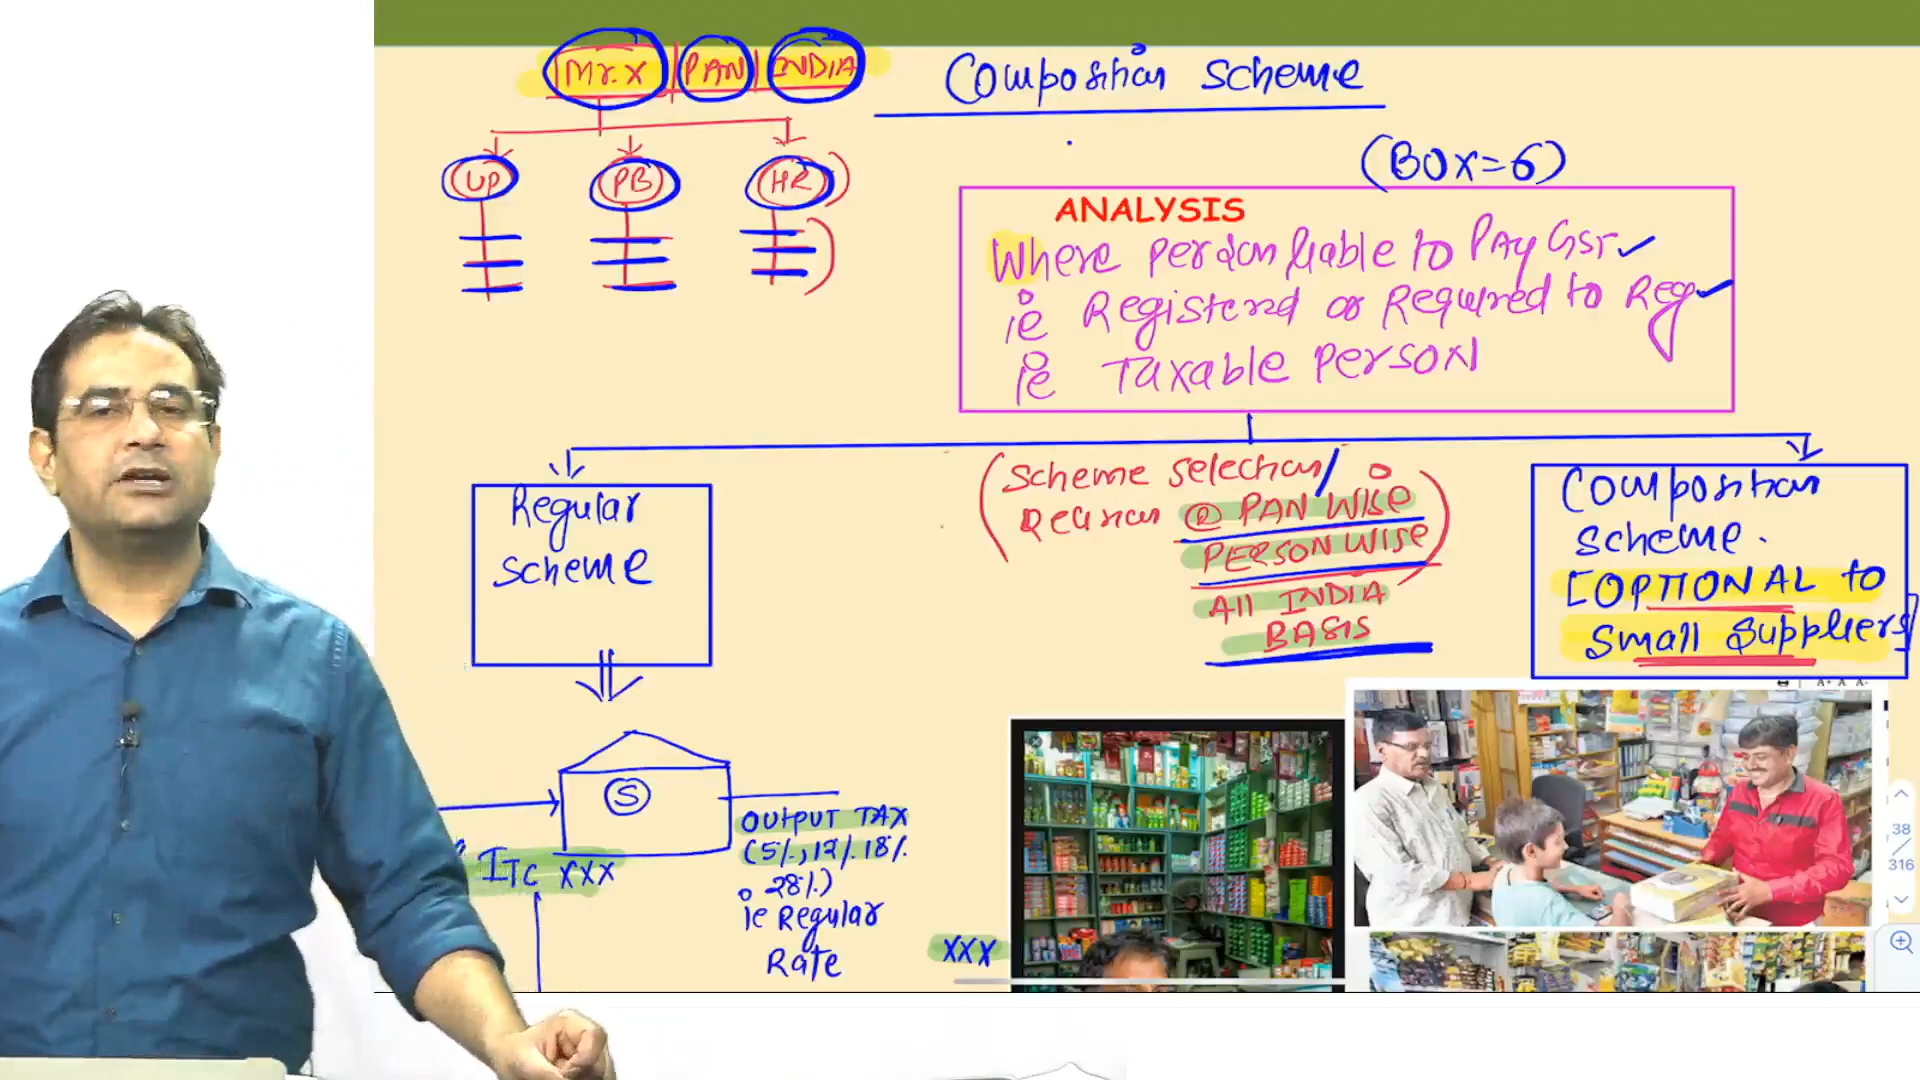 Mr. X PAN INDIA
Composition Scheme
UP PB HR
(BOX=6)
ANALYSIS
Where person liable to PAY GST
ie Registered or Required to Reg
ie Taxable person
Regular
scheme
(Scheme selection/
@ PAN WISE
PERSON WISE
All INDIA
BASIS
Composition
scheme.
[OPTIONAL to
Small Suppliers]
S
ITC XXX
OUTPUT TAX
(5%, 12%. 18%.
28%.)
ie Regular
Rate
XXX
38
/
316